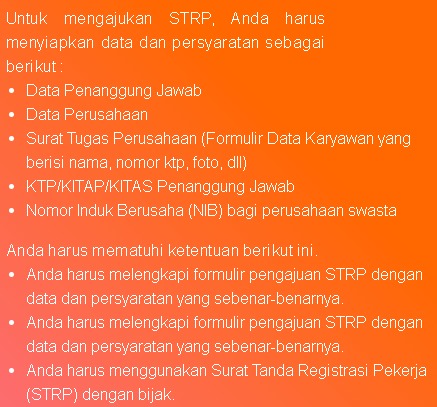 Untuk mengajukan STRP, Anda harus
menyiapkan data dan persyaratan sebagai
berikut :
• Data Penanggung Jawab
• Data Perusahaan
• Surat Tugas Perusahaan (Formulir Data Karyawan yang
berisi nama, nomor ktp, foto, dll)
• KTP/KITAP/KITAS Penanggung Jawab
• Nomor Induk Berusaha (NIB) bagi perusahaan swasta
Anda harus mematuhi ketentuan berikut ini.
• Anda harus melengkapi formulir pengajuan STRP dengan
data dan persyaratan yang sebenar-benarnya.
• Anda harus melengkapi formulir pengajuan STRP dengan
data dan persyaratan yang sebenar-benarnya.
• Anda harus menggunakan Surat Tanda Registrasi Pekerja
(STRP) dengan bijak.